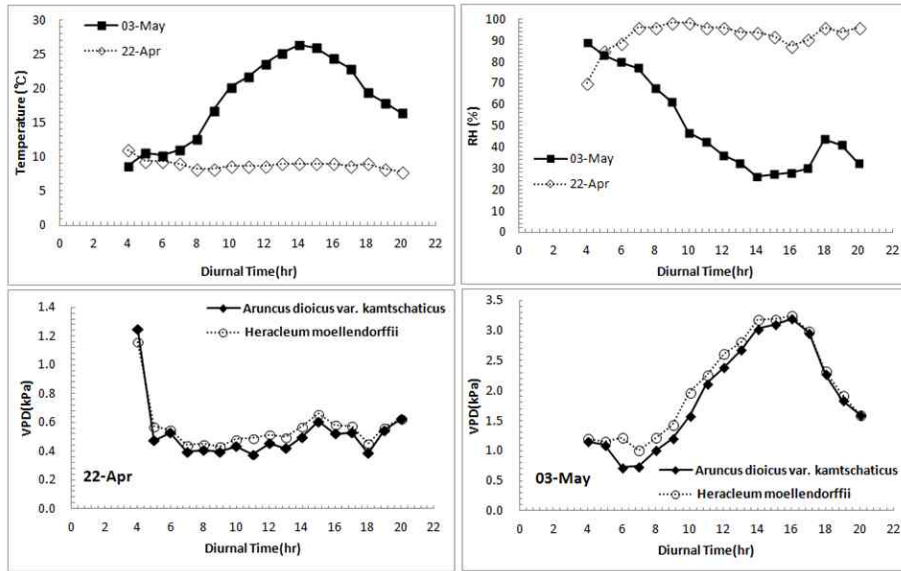 03-May
22-Apr
Temperature (℃)
30
25
20
15
10
5
0
0 2 4 6 8 10 12 14 16 18 20 22
Diurnal Time(hr)
RH (%)
100
90
80
70
60
50
40
30
20
10
0
03-May
22-Apr
0 2 4 6 8 10 12 14 16 18 20 22
Diurnal Time(hr)
VPD(kPa)
1.4
1.2
1.0
0.8
0.6
0.4
0.2
0.0
Aruncus dioicus var. kamtschaticus
Heracleum moellendorffii
22-Apr
0 2 4 6 8 10 12 14 16 18 20 22
Diurnal Time(hr)
VPD(kPa)
3.5
3.0
2.5
2.0
1.5
1.0
0.5
0.0
Aruncus dioicus var. kamtschaticus
Heracleum moellendorffii
03-May
0 2 4 6 8 10 12 14 16 18 20 22
Diurnal Time(hr)